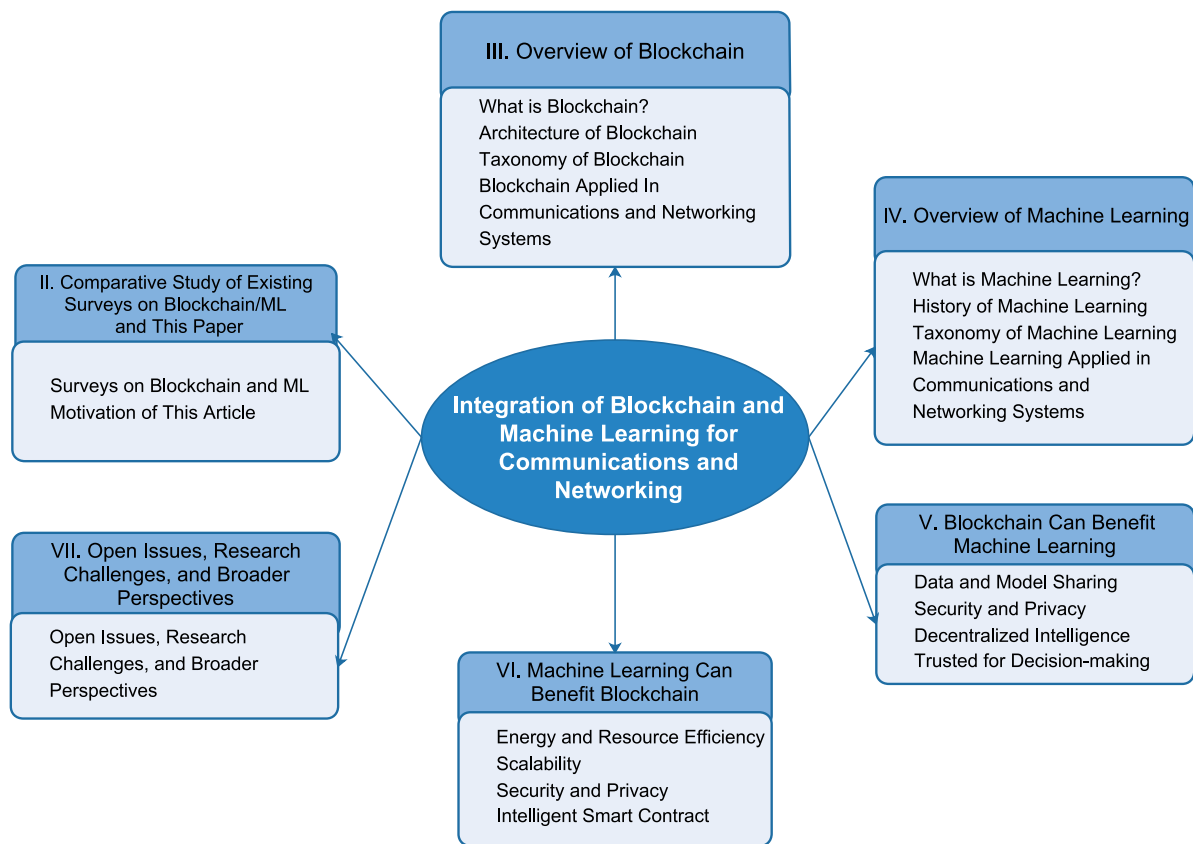 III. Overview of Blockchain
What is Blockchain?
Architecture of Blockchain
Taxonomy of Blockchain
Blockchain Applied In
Communications and Networking
Systems
IV. Overview of Machine Learning
What is Machine Learning?
History of Machine Learning
Taxonomy of Machine Learning
Machine Learning Applied in
Communications and
Networking Systems
II. Comparative Study of Existing
Surveys on Blockchain/ML
and This Paper
Surveys on Blockchain and ML
Motivation of This Article
Integration of Blockchain and
Machine Learning for
Communications and
Networking
V. Blockchain Can Benefit
Machine Learning
Data and Model Sharing
Security and Privacy
Decentralized Intelligence
Trusted for Decision-making
VII. Open Issues, Research
Challenges, and Broader
Perspectives
Open Issues, Research
Challenges, and Broader
Perspectives
VI. Machine Learning Can
Benefit Blockchain
Energy and Resource Efficiency
Scalability
Security and Privacy
Intelligent Smart Contract